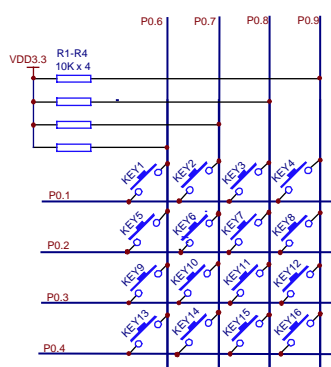 P0.6 P0.7 P0.8 P0.9
R1-R4
VDD3.3
10K x 4
KEY1 KEY2 KEY3 KEY4
P0.1
KEY5 KEY6 KEY7 KEY8
P0.2
KEY9 KEY10 KEY11 KEY12
P0.3
KEY13 KEY14 KEY15 KEY16
P0.4